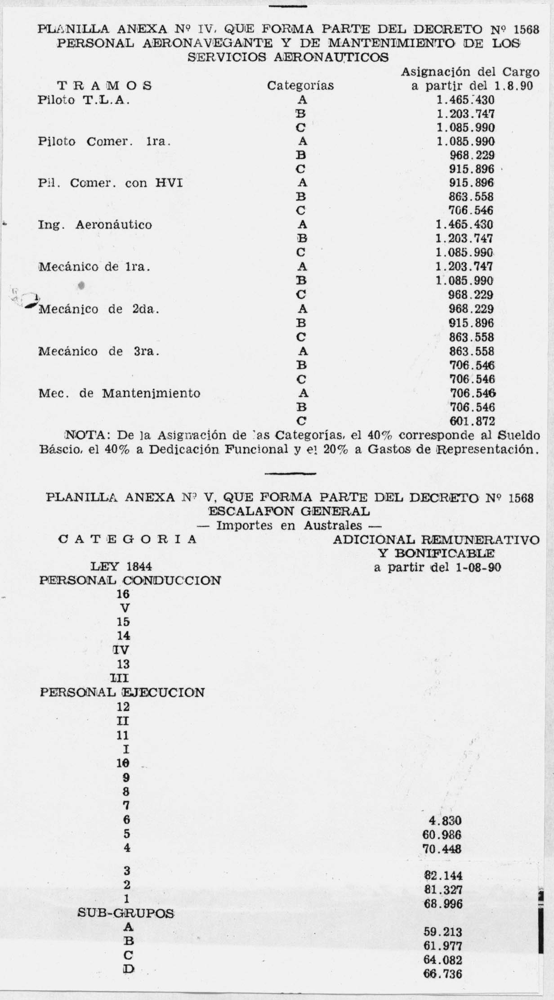 PLANILLA ANEXA Nº IV, QUE FORMA PARTE DEL DECRETO Nº 1568
PERSONAL AERONAVEGANTE Y DE MANTENIMIENTO DE LOS
SERVICIOS AERONAUTICOS
Asignación del Cargo
T R A M O S Categorías a partir del 1.8.90
Piloto T.L.A. A 1.465.430
B 1.203.747
C 1.085.990
Piloto Comer. 1ra. A 1.085.990
B 968.229
C 915.896
Pil. Comer. con HVI A 915.896
B 863.558
C 706.546
Ing. Aeronáutico A 1.465.430
B 1.203.747
C 1.085.990
Mecánico de 1ra. A 1.203.747
B 1.085.990
C 968.229
Mecánico de 2da. A 968.229
B 915.896
C 863.558
Mecánico de 3ra. A 863.558
B 706.546
C 706.546
Mec. de Mantenimiento A 706.546
B 706.546
C 601.872
NOTA: De la Asignación de las Categorías, el 40% corresponde al Sueldo
Báscio, el 40% a Dedicación Funcional y el 20% a Gastos de Representación.
PLANILLA ANEXA Nº V, QUE FORMA PARTE DEL DECRETO Nº 1568
ESCALAFON GENERAL
— Importes en Australes —
C A T E G O R I A ADICIONAL REMUNERATIVO
Y BONIFICABLE
LEY 1844 a partir del 1-08-90
PERSONAL CONDUCCION
16
V
15
14
IV
13
III
PERSONAL EJECUCION
12
II
11
I
10
9
8
7
6 4.830
5 60.986
4 70.448
3 82.144
2 81.327
1 68.996
SUB-GRUPOS
A 59.213
B 61.977
C 64.082
D 66.736